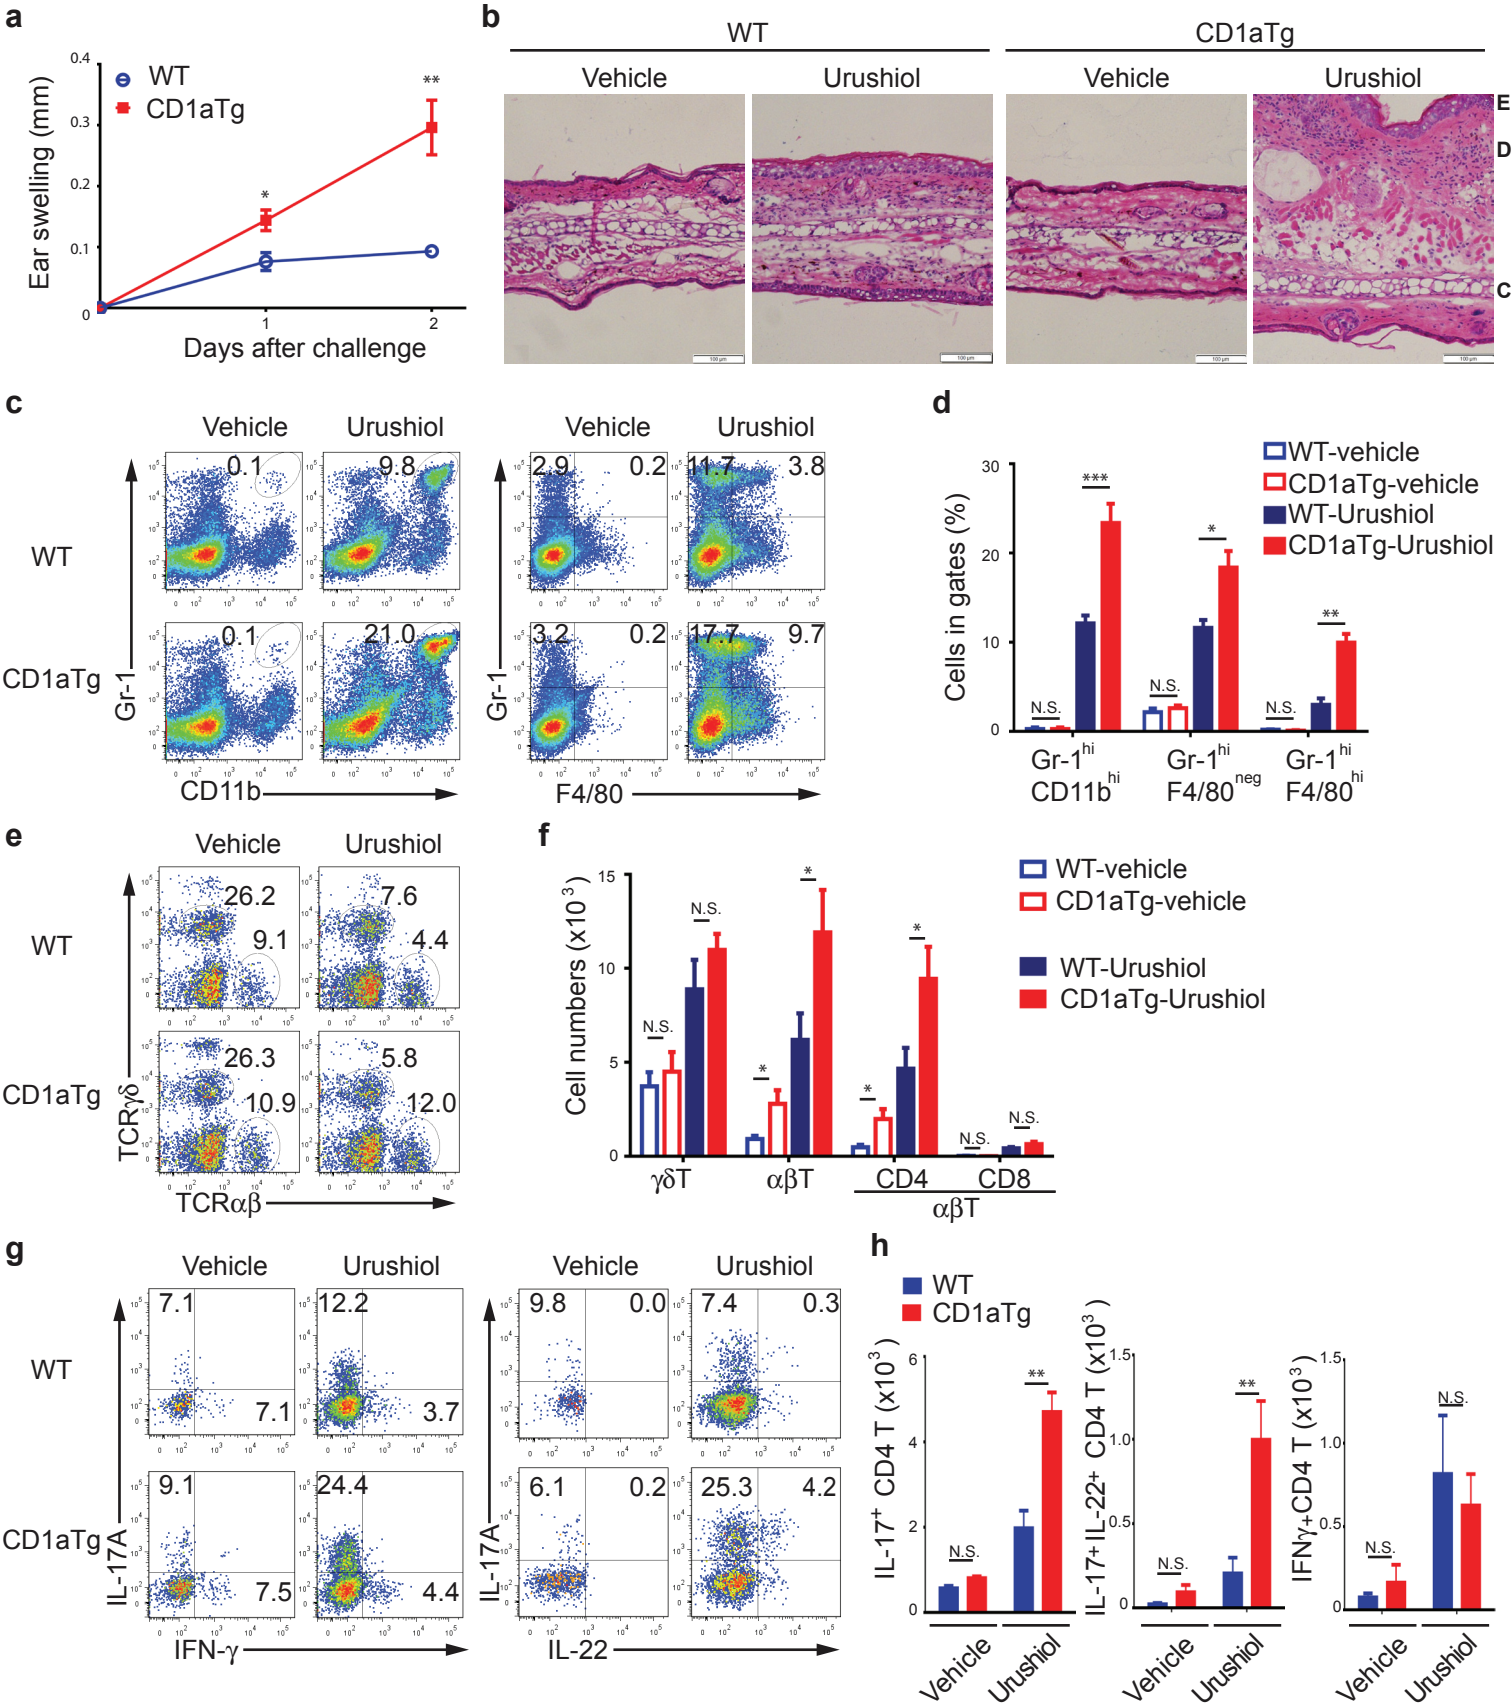 a
0.4
0.3
0.2
0.1
0
Ear swelling (mm)
WT
CD1aTg
*
**
1
2
Days after challenge
b
WT
CD1aTg
Vehicle
Urushiol
Vehicle
Urushiol
E
D
C
100 µm
100 µm
100 µm
100 µm
c
Vehicle
Urushiol
Vehicle
Urushiol
WT
0.1
9.8
2.9
0.2
11.7
3.8
CD1aTg
0.1
21.0
3.2
0.2
17.7
9.7
Gr-1
Gr-1
CD11b
F4/80
d
WT-vehicle
CD1aTg-vehicle
WT-Urushiol
CD1aTg-Urushiol
Cells in gates (%)
30
20
10
0
N.S.
***
N.S.
*
N.S.
**
Gr-1hi
CD11bhi
Gr-1hi
F4/80neg
Gr-1hi
F4/80hi
e
Vehicle
Urushiol
WT
26.2
9.1
7.6
4.4
CD1aTg
26.3
10.9
5.8
12.0
TCRγδ
TCRαβ
f
WT-vehicle
CD1aTg-vehicle
WT-Urushiol
CD1aTg-Urushiol
Cell numbers (x10 3 )
15
10
5
0
N.S.
N.S.
*
*
*
*
N.S.
N.S.
γδT
αβT
CD4
CD8
αβT
g
Vehicle
Urushiol
Vehicle
Urushiol
WT
7.1
7.1
12.2
3.7
9.8
0.0
7.4
0.3
CD1aTg
9.1
7.5
24.4
4.4
6.1
0.2
25.3
4.2
IL-17A
IL-17A
IFN-γ
IL-22
h
WT
CD1aTg
IL-17+ CD4 T (x103 )
6
4
2
0
N.S.
**
Vehicle
Urushiol
IL-17+IL-22+ CD4 T (x103 )
1.5
1.0
0.5
0
N.S.
**
Vehicle
Urushiol
IFNγ+CD4 T (x103 )
1.5
1.0
0.5
0
N.S.
N.S.
Vehicle
Urushiol